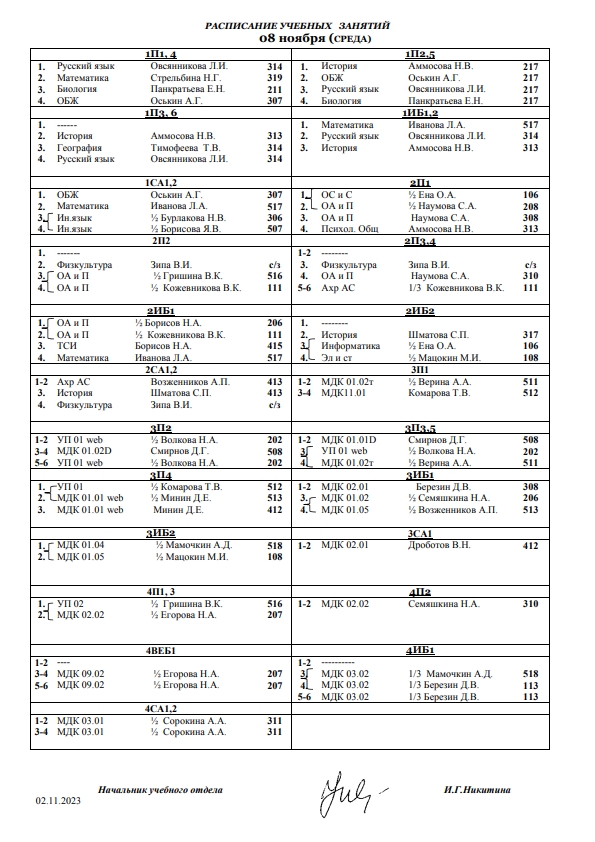 РАСПИСАНИЕ УЧЕБНЫХ ЗАНЯТИЙ
08 ноября (СРЕДА)
1П1, 4
1. Русский язык Овсянникова Л.И. 314
2. Математика Стрельбина Н.Г. 319
3. Биология Панкратьева Е.Н. 211
4. ОБЖ Оськин А.Г. 307
1П2,5
1. История Аммосова Н.В. 217
2. ОБЖ Оськин А.Г. 217
3. Русский язык Овсянникова Л.И. 217
4. Биология Панкратьева Е.Н. 217
1П3, 6
1. ------
2. История Аммосова Н.В. 313
3. География Тимофеева Т.В. 314
4. Русский язык Овсянникова Л.И. 314
1ИБ1,2
1. Математика Иванова Л.А. 517
2. Русский язык Овсянникова Л.И. 314
3. История Аммосова Н.В. 313
1СА1,2
1. ОБЖ Оськин А.Г. 307
2. Математика Иванова Л.А. 517
3. Ин.язык ½ Бурлакова Н.В. 306
4. Ин.язык ½ Борисова Я.В. 507
2П1
1. ОС и С ½ Ена О.А. 106
2. ОА и П ½ Наумова С.А. 208
3. ОА и П Наумова С.А. 308
4. Психол. Общ Аммосова Н.В. 313
2П2
1. -------
2. Физкультура Зипа В.И. с/з
3. ОА и П ½ Гришина В.К. 516
4. ОА и П ½ Кожевникова В.К. 111
2П3,4
1-2 -------
3. Физкультура Зипа В.И. с/з
4. ОА и П Наумова С.А. 310
5-6 Ахр АС 1/3 Кожевникова В.К. 111
2ИБ1
1. ОА и П ½ Борисов Н.А. 206
2. ОА и П ½ Кожевникова В.К. 111
3. ТСИ Борисов Н.А. 415
4. Математика Иванова Л.А. 517
2ИБ2
1. --------
2. История Шматова С.П. 317
3. Информатика ½ Ена О.А. 106
4. Эл и ст ½ Мацокин М.И. 108
2СА1,2
1-2 Ахр АС Возженников А.П. 413
3. История Шматова С.П. 413
4. Физкультура Зипа В.И. с/з
3П1
1-2 МДК 01.02т ½ Верина А.А. 511
3-4 МДК11.01 Комарова Т.В. 512
3П2
1-2 УП 01 web ½ Волкова Н.А. 202
3-4 МДК 01.02D Смирнов Д.Г. 508
5-6 УП 01 web ½ Волкова Н.А. 202
3П3,5
1-2 МДК 01.01D Смирнов Д.Г. 508
3. УП 01 web ½ Волкова Н.А. 202
4. МДК 01.02т ½ Верина А.А. 511
3П4
1. УП 01 ½ Комарова Т.В. 512
2. МДК 01.01 web ½ Минин Д.Е. 513
3. МДК 01.01 web Минин Д.Е. 412
3ИБ1
1-2 МДК 02.01 Березин Д.В. 308
3. МДК 01.02 ½ Семяшкина Н.А. 206
4. МДК 01.05 ½ Возженников А.П. 513
3ИБ2
1. МДК 01.04 ½ Мамочкин А.Д. 518
2. МДК 01.05 ½ Мацокин М.И. 108
3СА1
1-2 МДК 02.01 Дроботов В.Н. 412
4П1, 3
1. УП 02 ½ Гришина В.К. 516
2. МДК 02.02 ½ Егорова Н.А. 207
4П2
1-2 МДК 02.02 Семяшкина Н.А. 310
4ВЕБ1
1-2 ----
3-4 МДК 09.02 ½ Егорова Н.А. 207
5-6 МДК 09.02 ½ Егорова Н.А. 207
4ИБ1
1-2 ----------
3 МДК 03.02 1/3 Мамочкин А.Д. 518
4 МДК 03.02 1/3 Березин Д.В. 113
5-6 МДК 03.02 1/3 Березин Д.В. 113
4СА1,2
1-2 МДК 03.01 ½ Сорокина А.А. 311
3-4 МДК 03.01 ½ Сорокина А.А. 311
Начальник учебного отдела И.Г.Никитина
02.11.2023